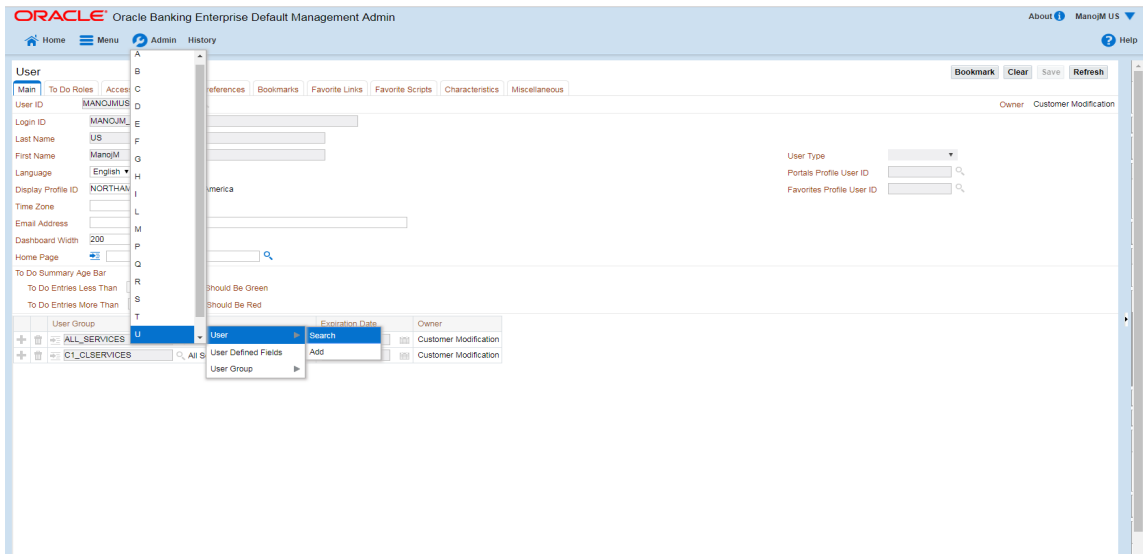 ORACLE® Oracle Banking Enterprise Default Management Admin About ManojM US
Home Menu Admin History Help
User Bookmark Clear Save Refresh
Main To Do Roles Acces references Bookmarks Favorite Links Favorite Scripts Characteristics Miscellaneous
User ID MANOJMUS Owner Customer Modification
Login ID MANOJM_
Last Name US
First Name ManojM User Type
Language English Portals Profile User ID
Display Profile ID NORTHAM merica Favorites Profile User ID
Time Zone
Email Address
Dashboard Width 200
Home Page
To Do Summary Age Bar
To Do Entries Less Than Should Be Green
To Do Entries More Than Should Be Red
User Group Expiration Date Owner
ALL_SERVICES Customer Modification
C1_CLSERVICES All S Customer Modification
A
B
C
D
E
F
G
H
I
L
M
P
Q
R
S
T
U
User
User Defined Fields
User Group
Search
Add